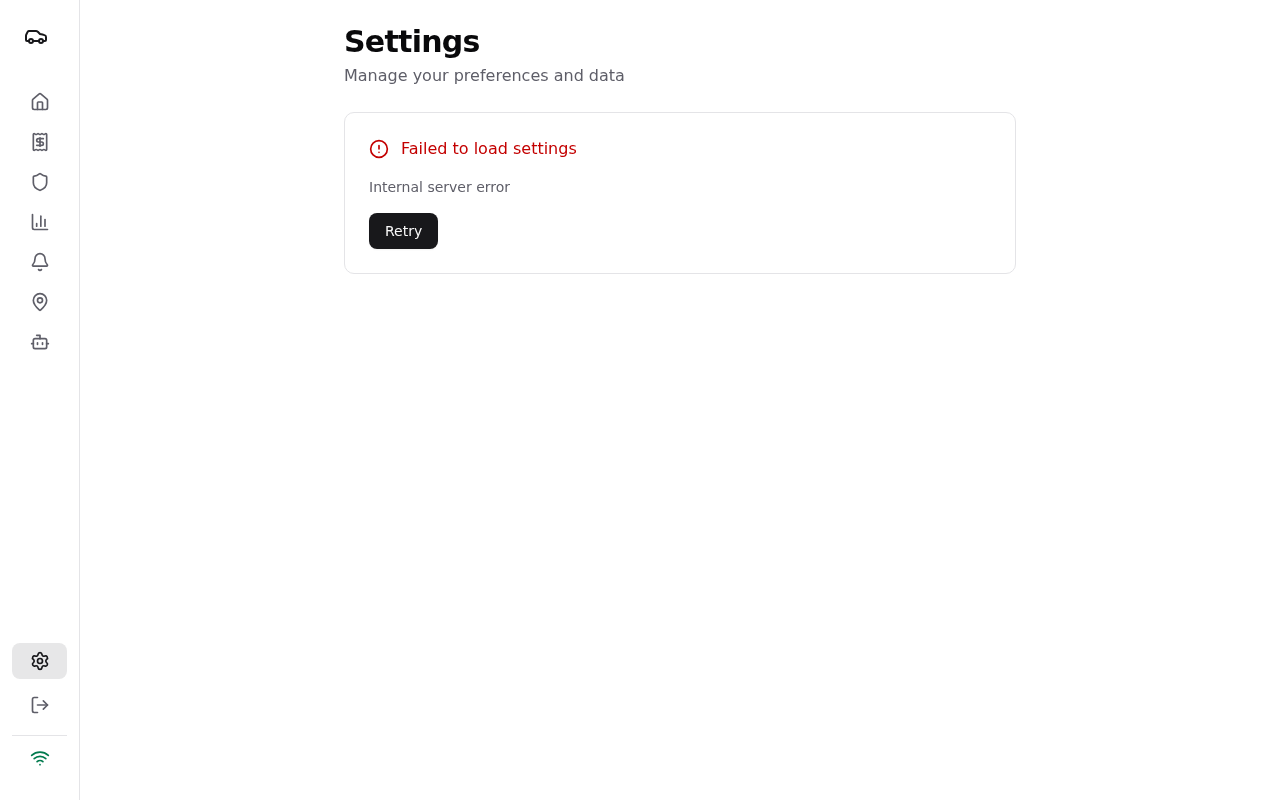 Settings
Manage your preferences and data
Failed to load settings
Internal server error
Retry